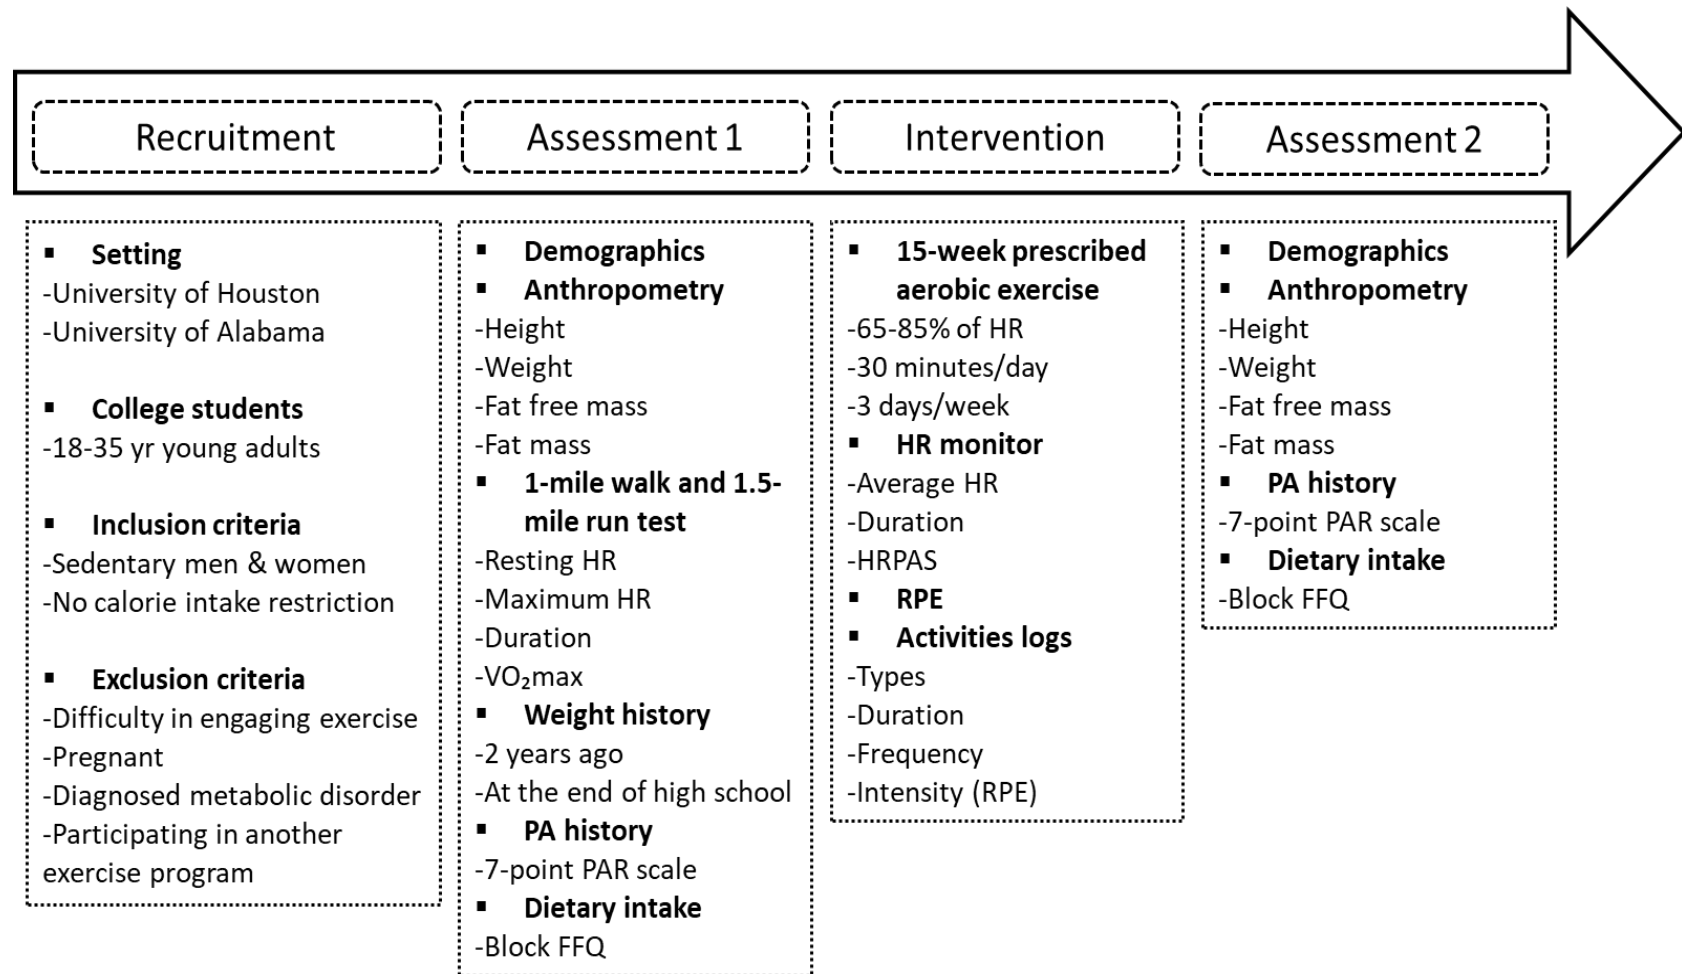 Recruitment
Assessment 1
Intervention
Assessment 2
▪ Setting
-University of Houston
-University of Alabama
▪ College students
-18-35 yr young adults
▪ Inclusion criteria
-Sedentary men & women
-No calorie intake restriction
▪ Exclusion criteria
-Difficulty in engaging exercise
-Pregnant
-Diagnosed metabolic disorder
-Participating in another
exercise program
▪ Demographics
▪ Anthropometry
-Height
-Weight
-Fat free mass
-Fat mass
▪ 1-mile walk and 1.5-
mile run test
-Resting HR
-Maximum HR
-Duration
-VO₂max
▪ Weight history
-2 years ago
-At the end of high school
▪ PA history
-7-point PAR scale
▪ Dietary intake
-Block FFQ
▪ 15-week prescribed
aerobic exercise
-65-85% of HR
-30 minutes/day
-3 days/week
▪ HR monitor
-Average HR
-Duration
-HRPAS
▪ RPE
▪ Activities logs
-Types
-Duration
-Frequency
-Intensity (RPE)
▪ Demographics
▪ Anthropometry
-Height
-Weight
-Fat free mass
-Fat mass
▪ PA history
-7-point PAR scale
▪ Dietary intake
-Block FFQ